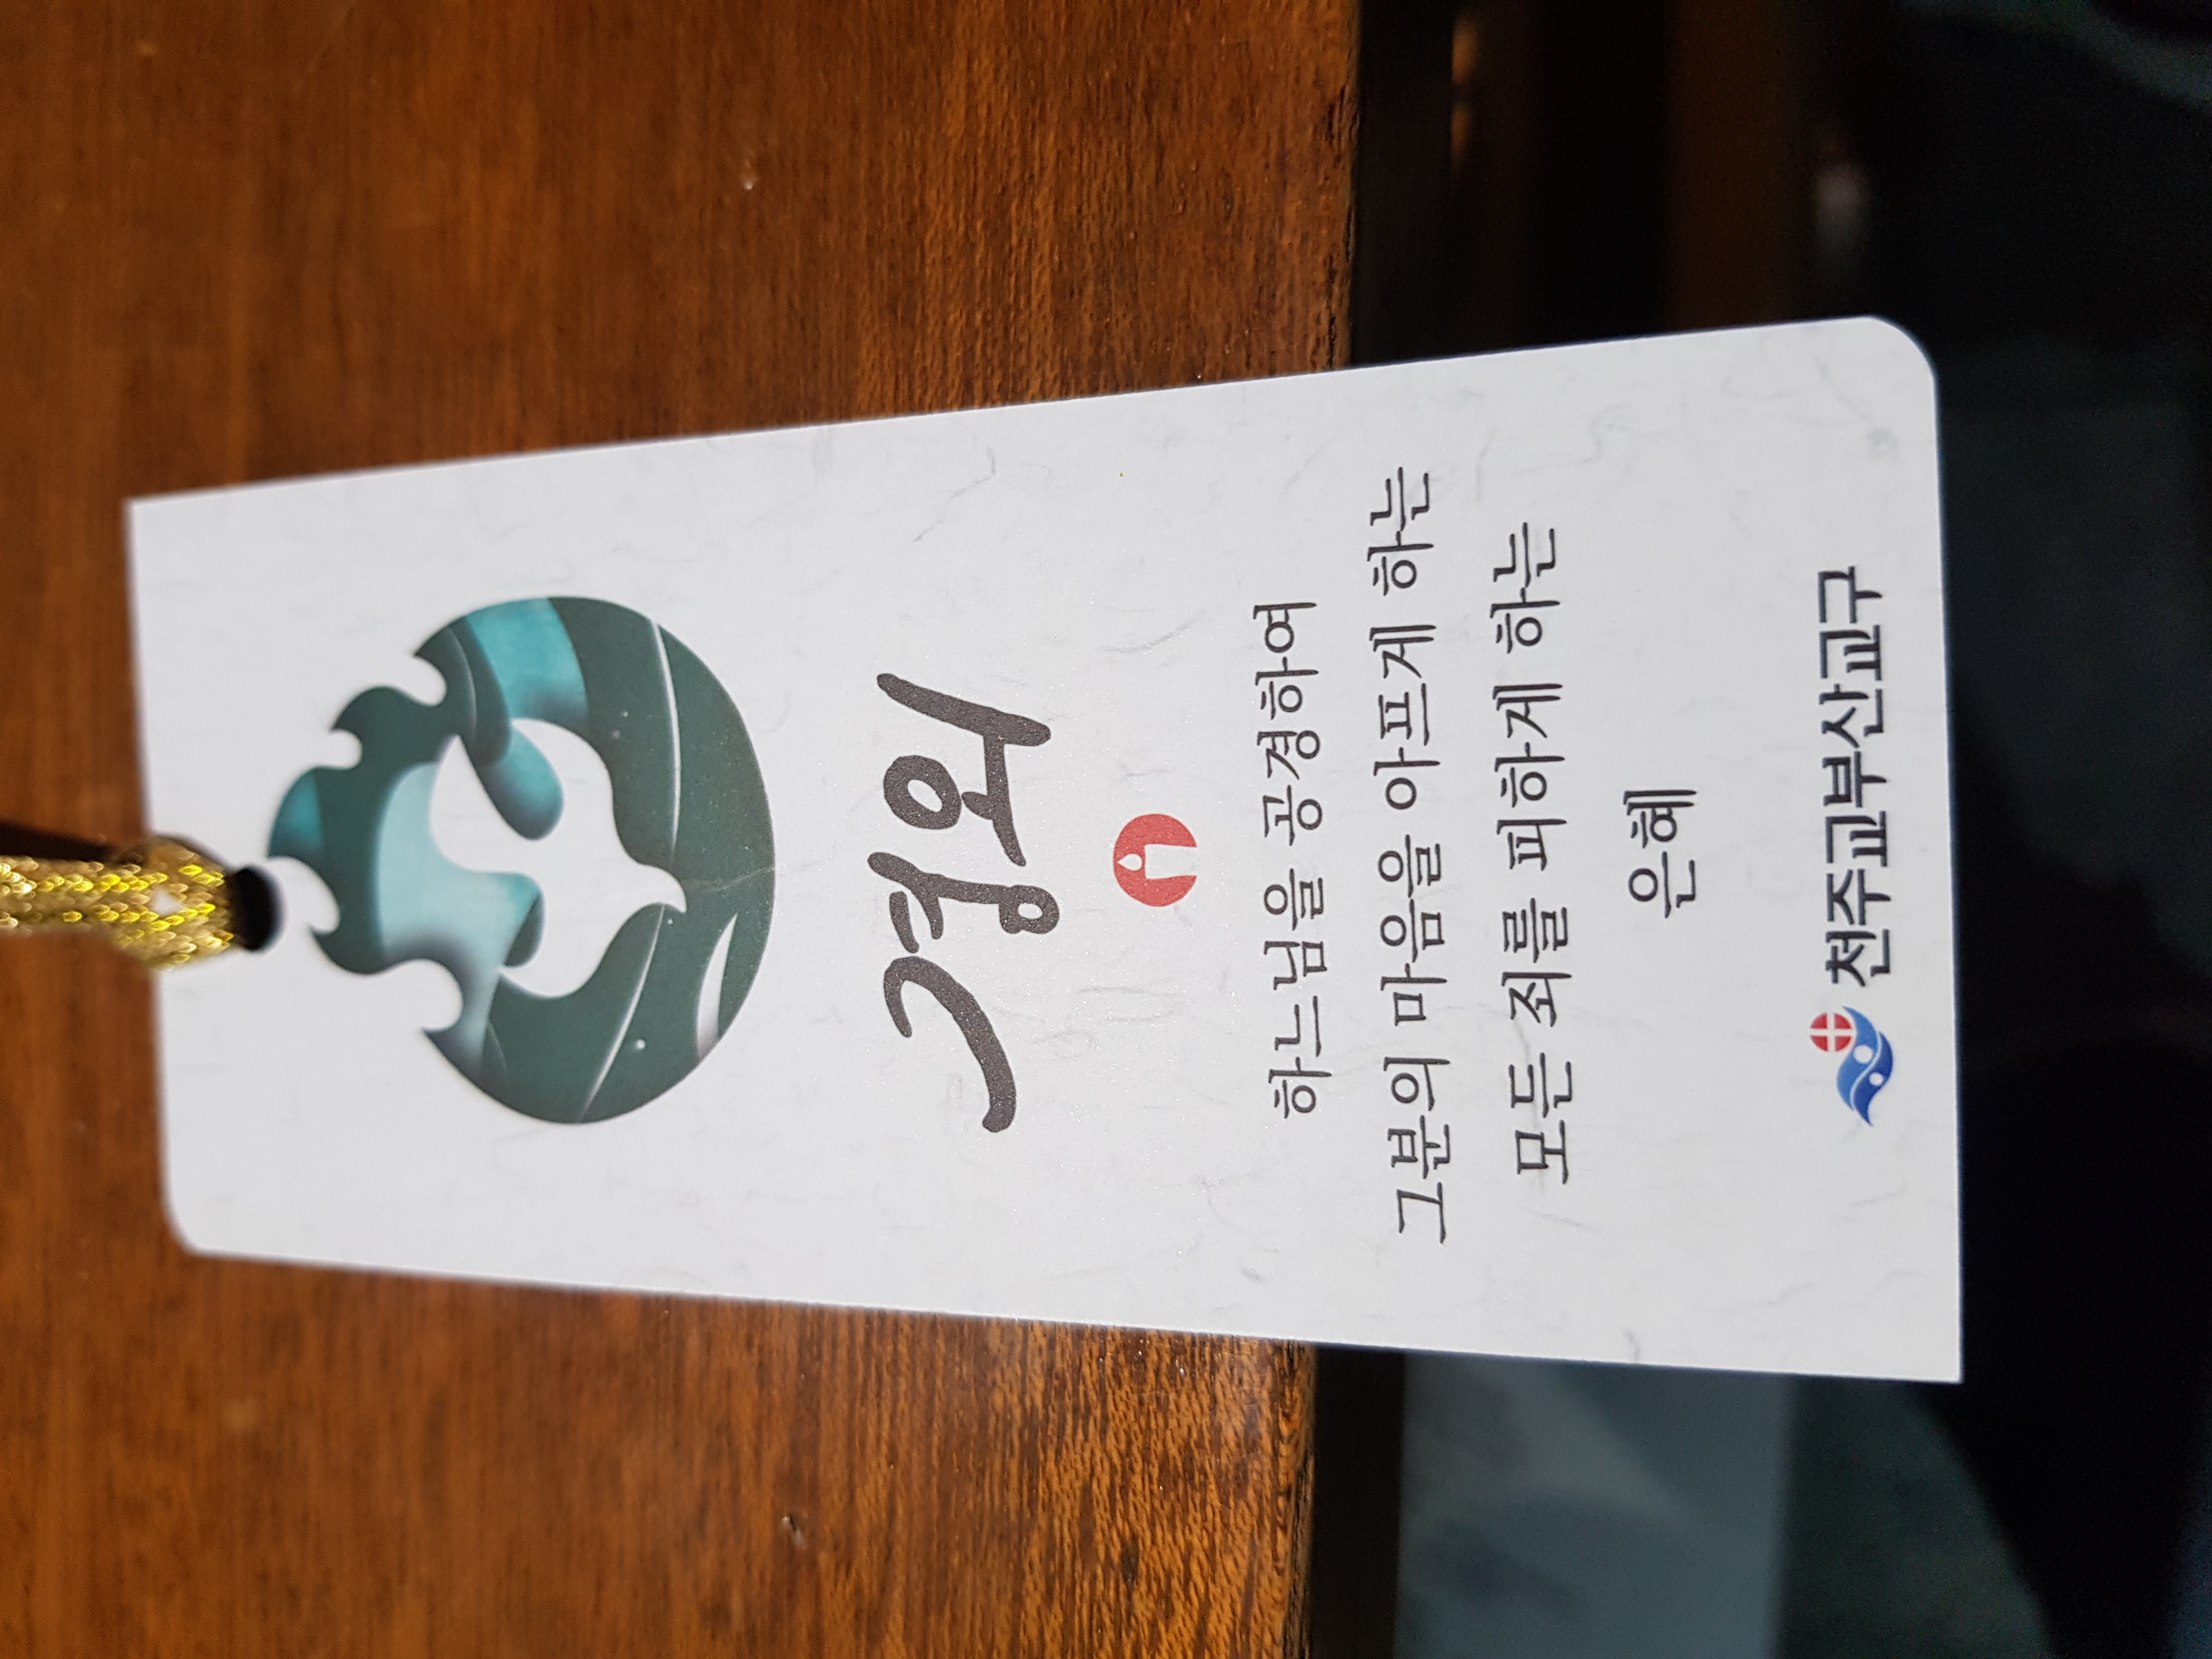 경외
하느님을 공경하여
그분의 마음을 아프게 하는
모든 죄를 피하게 하는
은혜
천주교부산교구